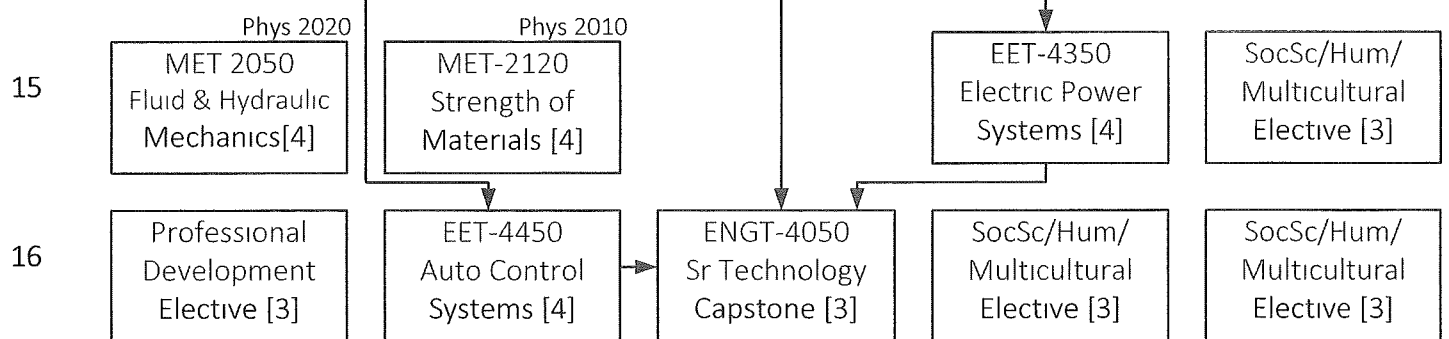 Phys 2020
Phys 2010
15
MET 2050
Fluid & Hydraulic
Mechanics[4]
MET-2120
Strength of
Materials [4]
EET-4350
Electric Power
Systems [4]
SocSc/Hum/
Multicultural
Elective [3]
16
Professional
Development
Elective [3]
EET-4450
Auto Control
Systems [4]
ENGT-4050
Sr Technology
Capstone [3]
SocSc/Hum/
Multicultural
Elective [3]
SocSc/Hum/
Multicultural
Elective [3]